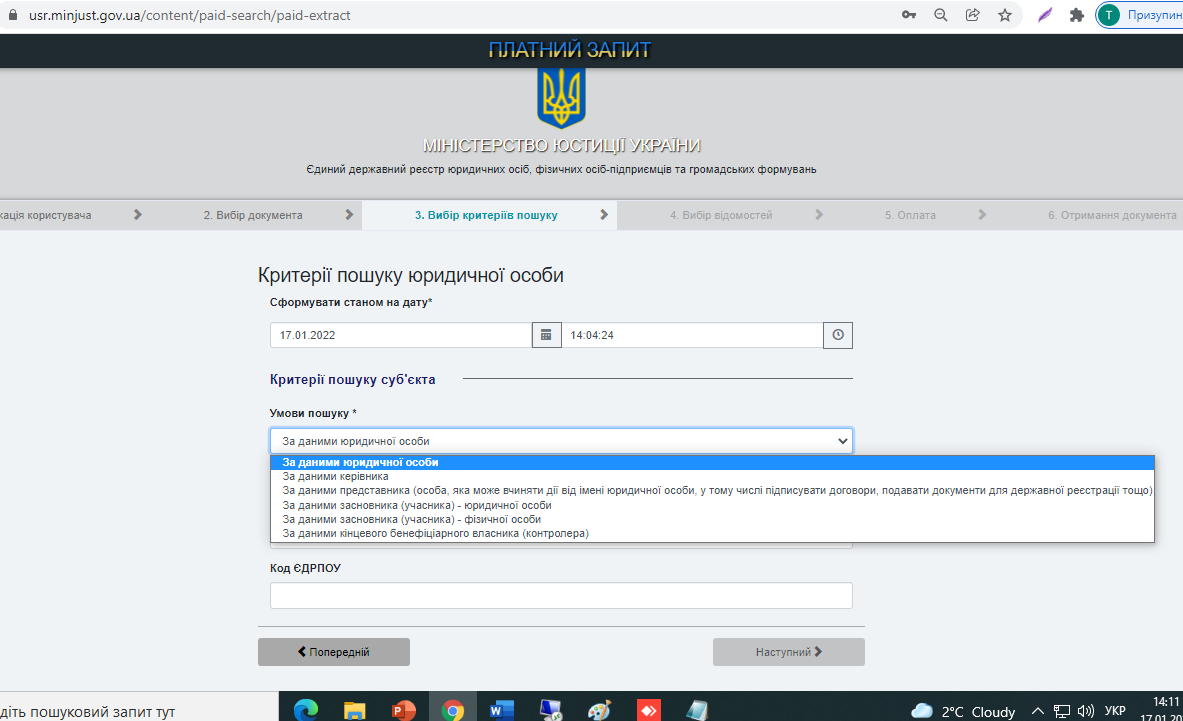 usr.minjust.gov.ua/content/paid-search/paid-extract
T Призупин
ПЛАТНИЙ ЗАПИТ
МІНІСТЕРСТВО ЮСТИЦІЇ УКРАЇНИ
Єдиний державний реєстр юридичних осіб, фізичних осіб-підприємців та громадських формувань
кація користувача 2. Вибір документа 3. Вибір критеріїв пошуку 4. Вибір відомостей 5. Оплата 6. Отримання документа
Критерії пошуку юридичної особи
Сформувати станом на дату*
17.01.2022 14:04:24
Критерії пошуку суб'єкта
Умови пошуку *
За даними юридичної особи
За даними юридичної особи
За даними керівника
За даними представника (особа, яка може вчиняти дії від імені юридичної особи, у тому числі підписувати договори, подавати документи для державної реєстрації тощо)
За даними засновника (учасника) - юридичної особи
За даними засновника (учасника) - фізичної особи
За даними кінцевого бенефіціарного власника (контролера)
Код ЄДРПОУ
Попередній Наступний
діть пошуковий запит тут 2°C Cloudy УКР 14:11
17.01.20